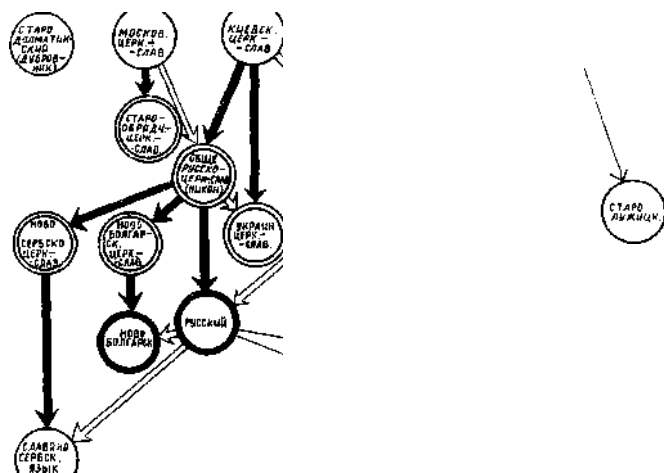 СТАРО
ДОЛМАТИН-
СКИЙ
(ДУБРОВ-
НИК)
МОСКОВ.
ЦЕРК.-
-СЛАВ
КИЕВСК.
ЦЕРК.-
-СЛАВ
СТАРО-
ОБРЯДЧ.-
ЦЕРК.-
-СЛАВ
ОБЩЕ
РУССКО-
ЦЕРК-СЛАВ
(НИКОН)
НОВО
СЕРБСКО
ЦЕРК-
-СЛАВ
НОВО
БОЛГАР-
СК.
ЦЕРК.-
-СЛАВ
УКРАИН
ЦЕРК.-
-СЛАВ.
СТАРО
ЛУЖИЦК.
НОВО
БОЛГАРСК
РУССКИЙ
СЛАВЯНО
СЕРБСК.
ЯЗЫК